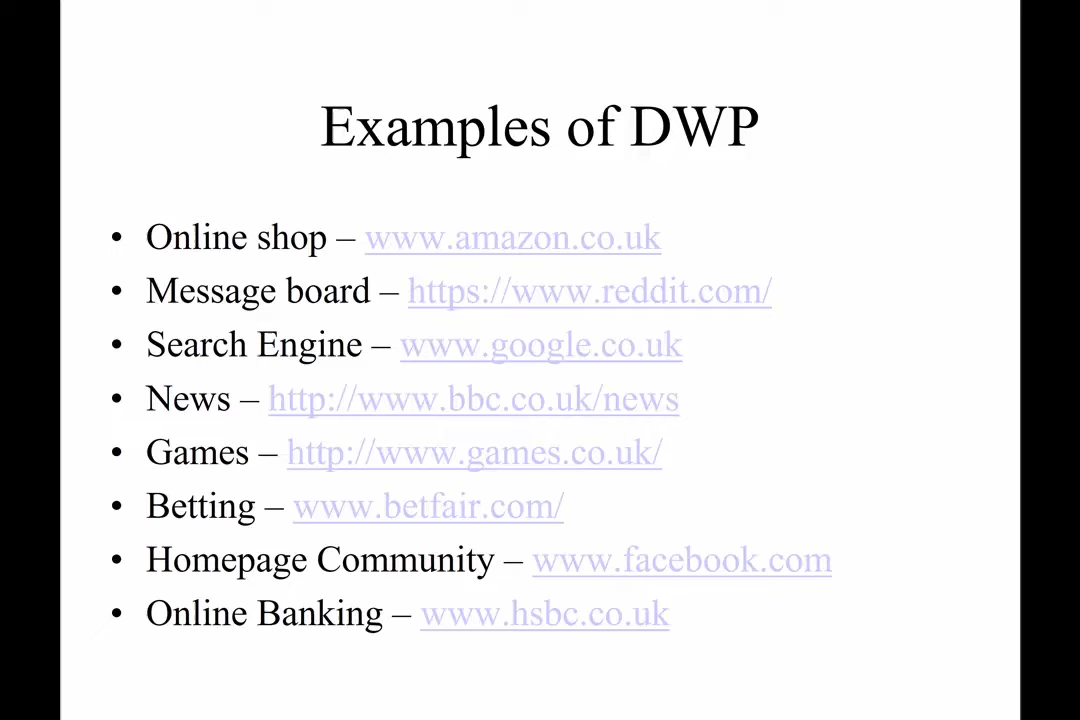 Examples of DWP
• Online shop – www.amazon.co.uk
• Message board – https://www.reddit.com/
• Search Engine – www.google.co.uk
• News – http://www.bbc.co.uk/news
• Games – http://www.games.co.uk/
• Betting – www.betfair.com/
• Homepage Community – www.facebook.com
• Online Banking – www.hsbc.co.uk